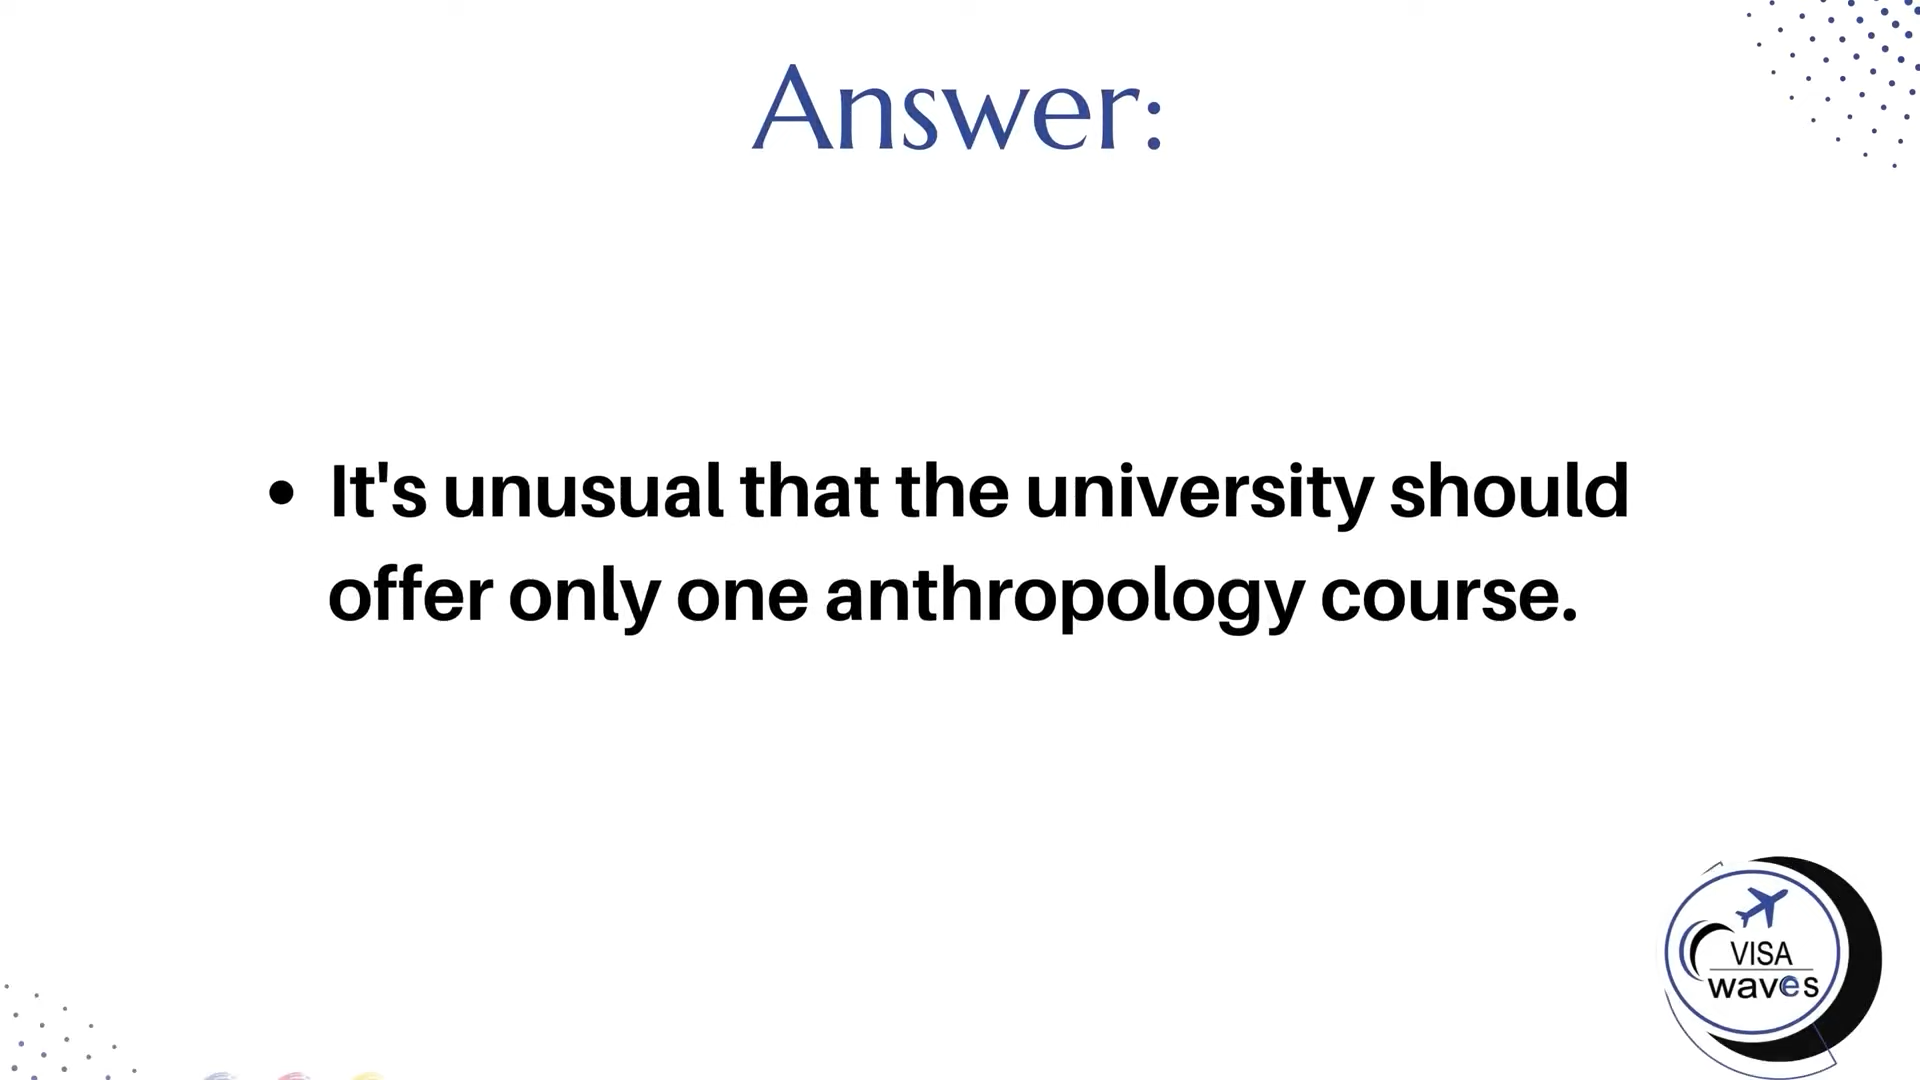 Answer:
• It's unusual that the university should
offer only one anthropology course.
VISA
waves